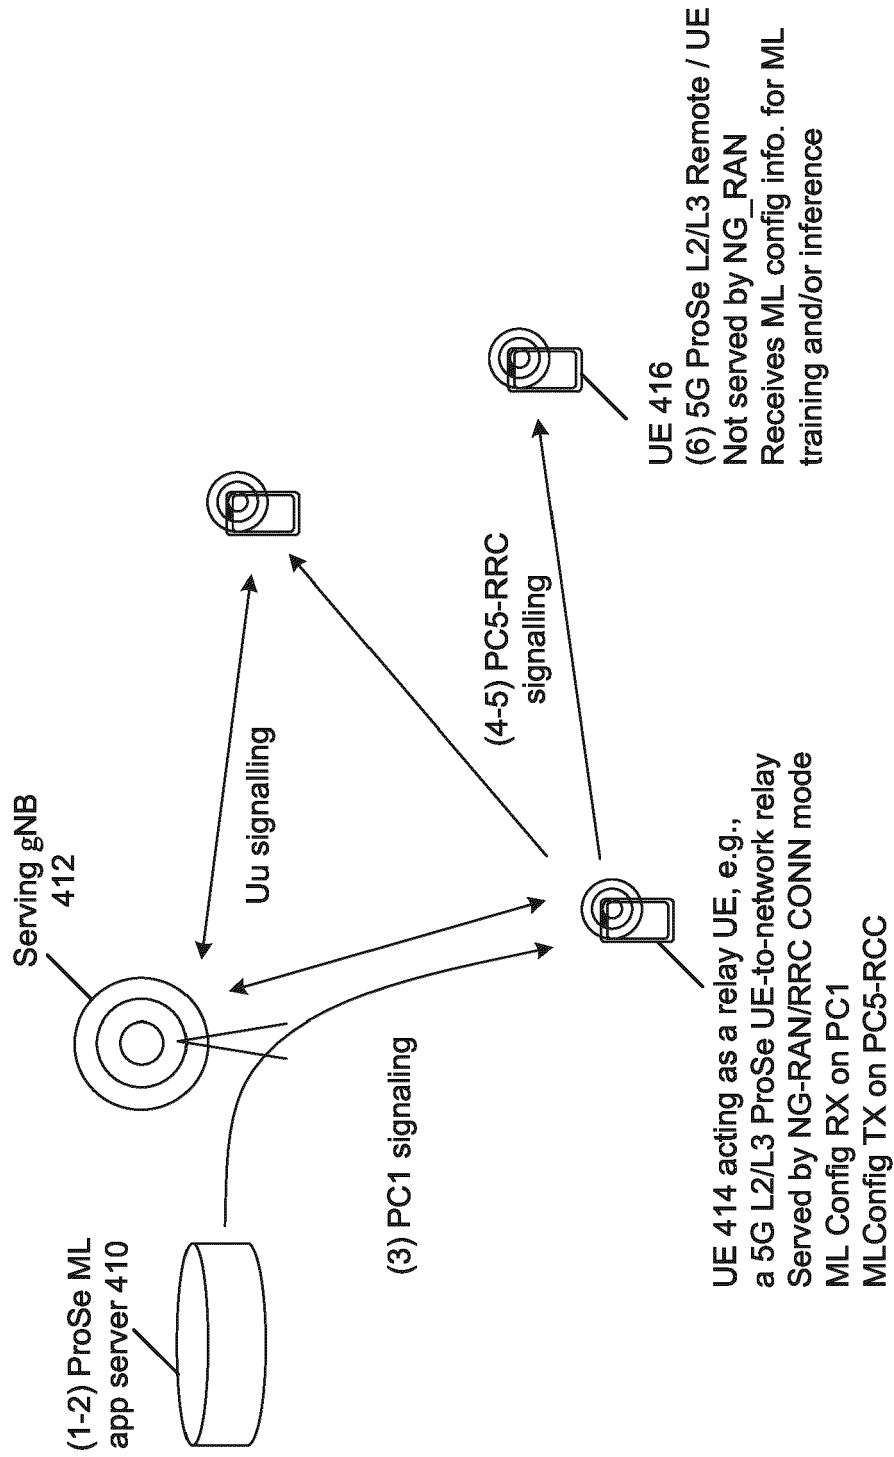 (1-2) ProSe ML
app server 410
Serving gNB
412
Uu signalling
(3) PC1 signaling
(4-5) PC5-RRC
signalling
UE 414 acting as a relay UE, e.g.,
a 5G L2/L3 ProSe UE-to-network relay
Served by NG-RAN/RRC CONN mode
ML Config RX on PC1
MLConfig TX on PC5-RCC
UE 416
(6) 5G ProSe L2/L3 Remote / UE
Not served by NG_RAN
Receives ML config info. for ML
training and/or inference